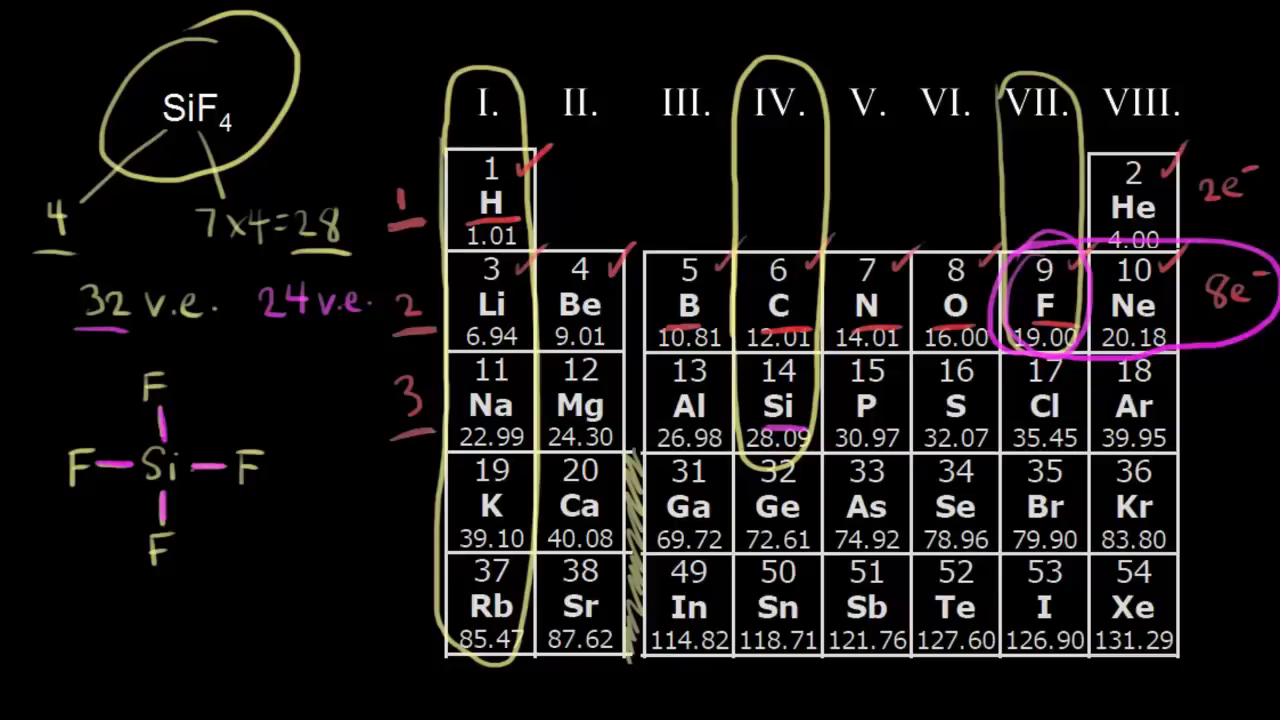 SiF4
4 7 x 4 = 28
32 v.e. 24 v.e.
F
F Si F
F
I. II. III. IV. V. VI. VII. VIII.
1 2
1 H He 2e-
1.01 4.00
3 4 5 6 7 8 9 10
2 Li Be B C N O F Ne 8e-
6.94 9.01 10.81 12.01 14.01 16.00 19.00 20.18
11 12 13 14 15 16 17 18
3 Na Mg Al Si P S Cl Ar
22.99 24.30 26.98 28.09 30.97 32.07 35.45 39.95
19 20 31 32 33 34 35 36
K Ca Ga Ge As Se Br Kr
39.10 40.08 69.72 72.61 74.92 78.96 79.90 83.80
37 38 49 50 51 52 53 54
Rb Sr In Sn Sb Te I Xe
85.47 87.62 114.82 118.71 121.76 127.60 126.90 131.29